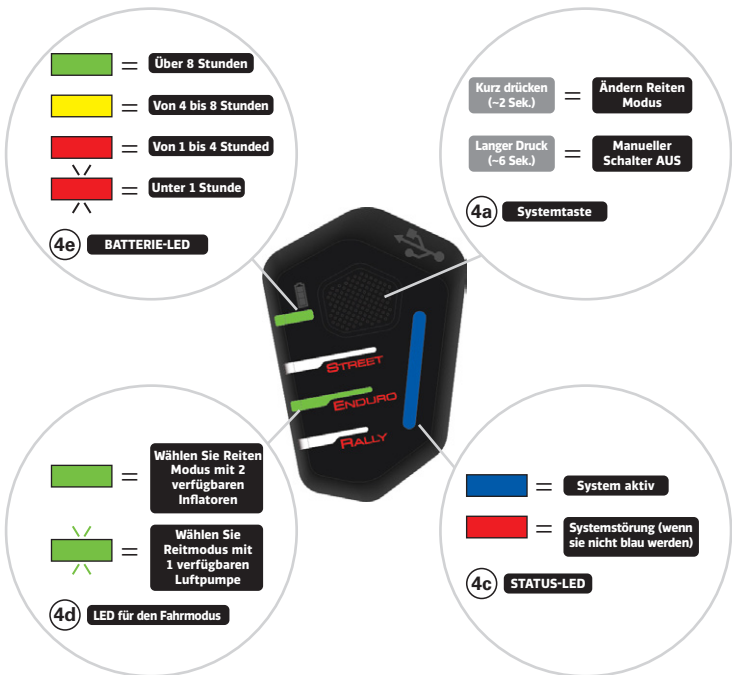 =
Über 8 Stunden
=
Von 4 bis 8 Stunden
=
Von 1 bis 4 Stunded
=
Unter 1 Stunde
4e
BATTERIE-LED
Kurz drücken
(~2 Sek.)
=
Ändern Reiten
Modus
Langer Druck
(~6 Sek.)
=
Manueller
Schalter AUS
4a
Systemtaste
STREET
ENDURO
RALLY
=
Wählen Sie Reiten
Modus mit 2
verfügbaren
Inflatoren
=
Wählen Sie
Reitmodus mit
1 verfügbaren
Luftpumpe
4d
LED für den Fahrmodus
=
System aktiv
=
Systemstörung (wenn
sie nicht blau werden)
4c
STATUS-LED